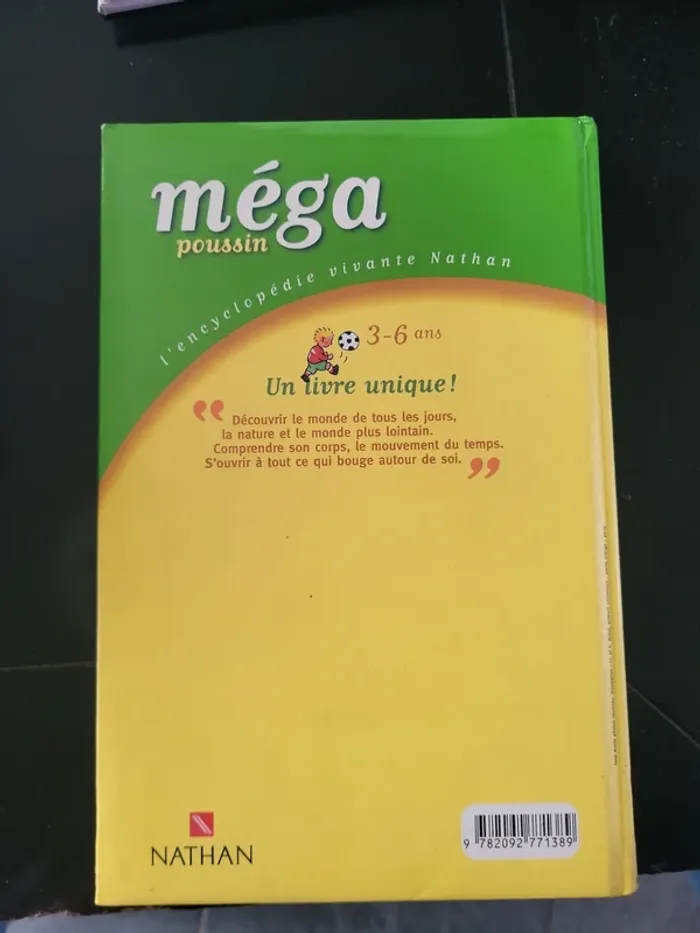 méga
poussin
l'encyclopédie vivante Nathan
3-6 ans
Un livre unique!
“ Découvrir le monde de tous les jours,
la nature et le monde plus lointain.
Comprendre son corps, le mouvement du temps.
S'ouvrir à tout ce qui bouge autour de soi. ”
NATHAN
9 782092 771389